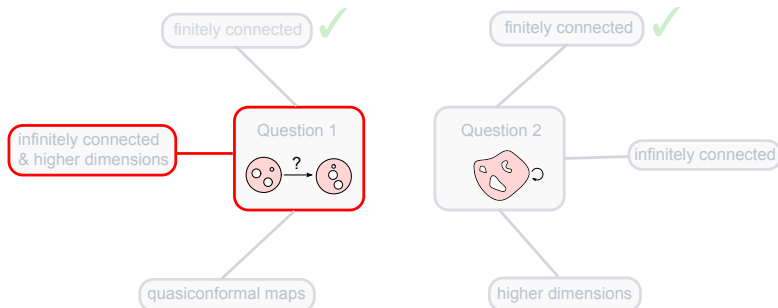 finitely connected
finitely connected
infinitely connected
& higher dimensions
Question 1
?
Question 2
infinitely connected
quasiconformal maps
higher dimensions